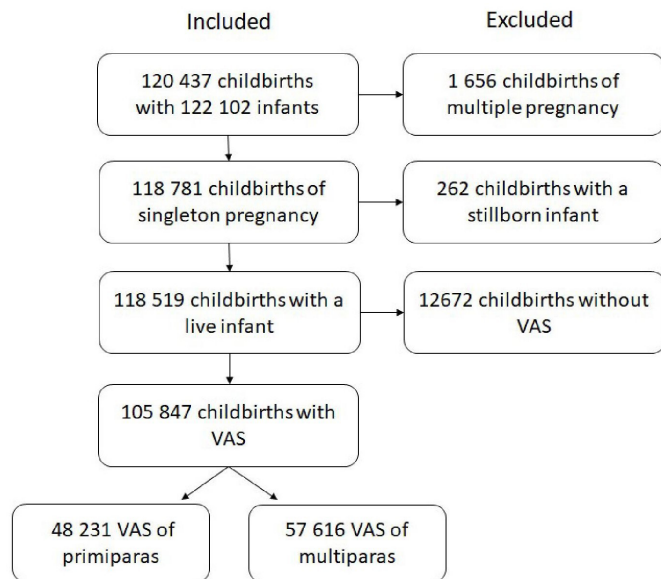 Included
Excluded
120 437 childbirths
with 122 102 infants
1 656 childbirths of
multiple pregnancy
118 781 childbirths of
singleton pregnancy
262 childbirths with a
stillborn infant
118 519 childbirths with a
live infant
12672 childbirths without
VAS
105 847 childbirths with
VAS
48 231 VAS of
primiparas
57 616 VAS of
multiparas